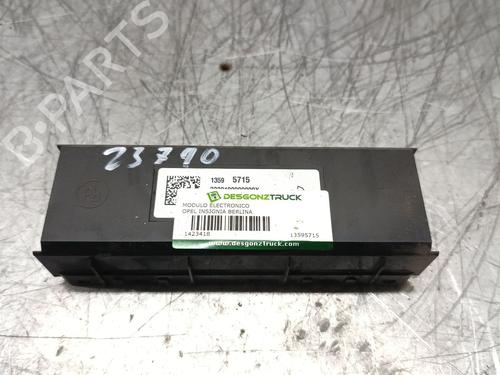 B-PARTS
23790
1359 5715
DESGONZTRUCK
MODULO ELECTRONICO
OPEL INSIGNIA BERLINA
www.desgonztruck.com
1423418
13595715